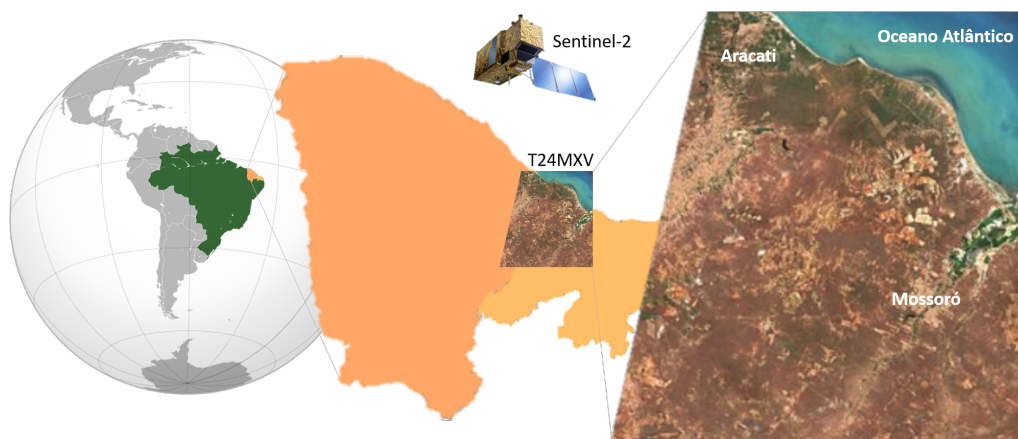 Sentinel-2
T24MXV
Oceano Atlântico
Aracati
Mossoró